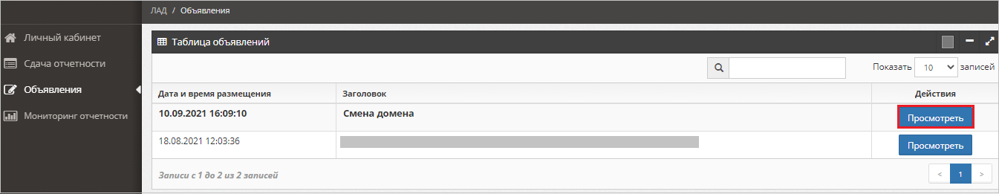 ЛАД / Объявления
Личный кабинет
Сдача отчетности
Объявления
Мониторинг отчетности
Таблица объявлений
Показать 10 записей
Дата и время размещения Заголовок Действия
10.09.2021 16:09:10 Смена домена Просмотреть
18.08.2021 12:03:36 Просмотреть
Записи с 1 до 2 из 2 записей
< 1 >